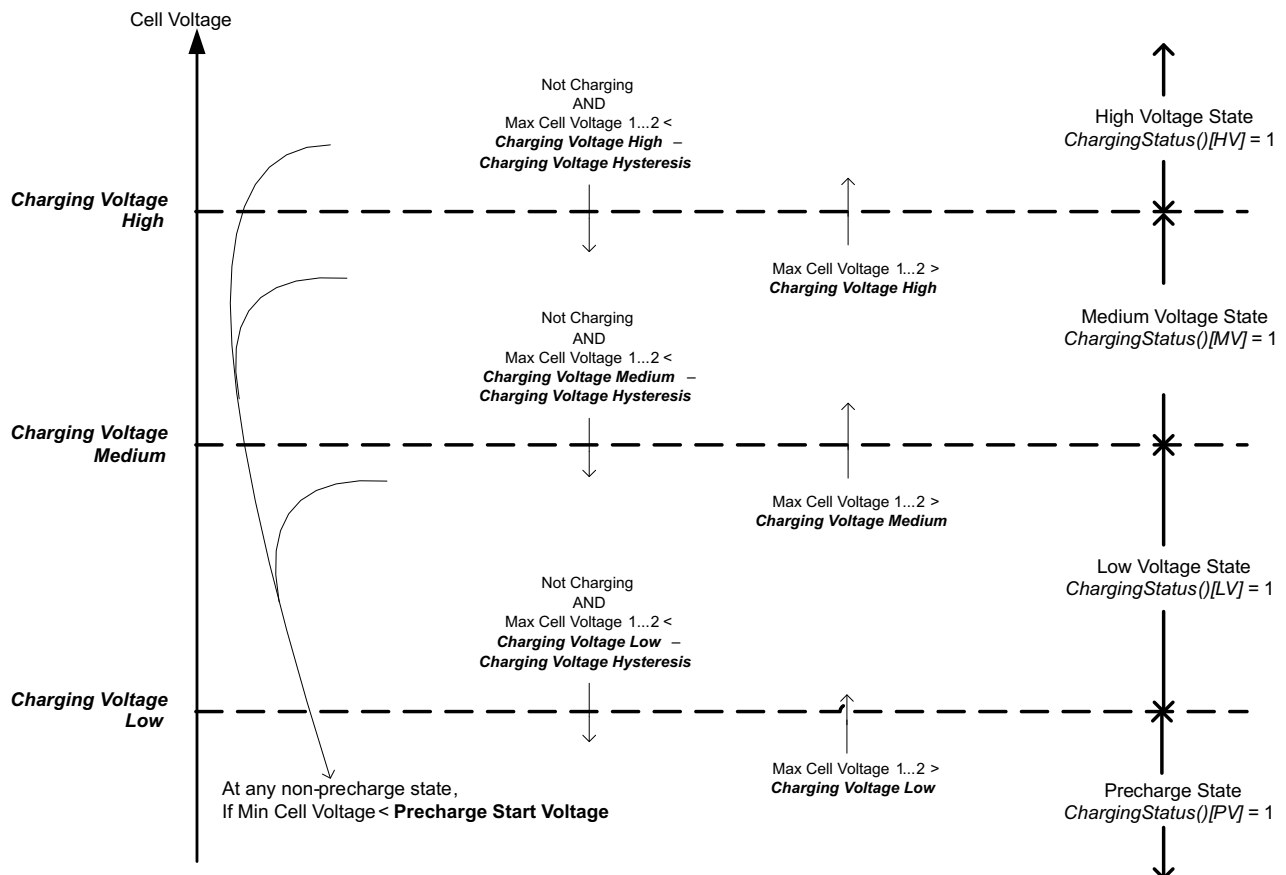 Cell Voltage
Not Charging
AND
Max Cell Voltage 1...2 <
Charging Voltage High –
Charging Voltage Hysteresis
High Voltage State
ChargingStatus()[HV] = 1
Charging Voltage
High
Max Cell Voltage 1...2 >
Charging Voltage High
Not Charging
AND
Max Cell Voltage 1...2 <
Charging Voltage Medium –
Charging Voltage Hysteresis
Medium Voltage State
ChargingStatus()[MV] = 1
Charging Voltage
Medium
Max Cell Voltage 1...2 >
Charging Voltage Medium
Not Charging
AND
Max Cell Voltage 1...2 <
Charging Voltage Low –
Charging Voltage Hysteresis
Low Voltage State
ChargingStatus()[LV] = 1
Charging Voltage
Low
Max Cell Voltage 1...2 >
Charging Voltage Low
At any non-precharge state,
If Min Cell Voltage < Precharge Start Voltage
Precharge State
ChargingStatus()[PV] = 1